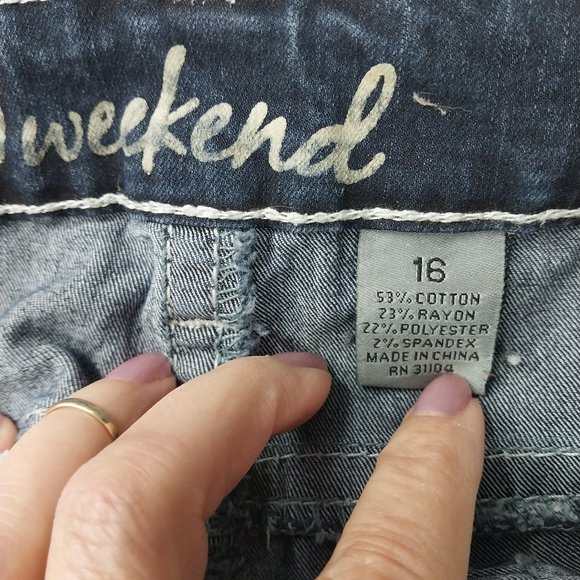 weekend
16
53% COTTON
23% RAYON
22% POLYESTER
2% SPANDEX
MADE IN CHINA
RN 31104